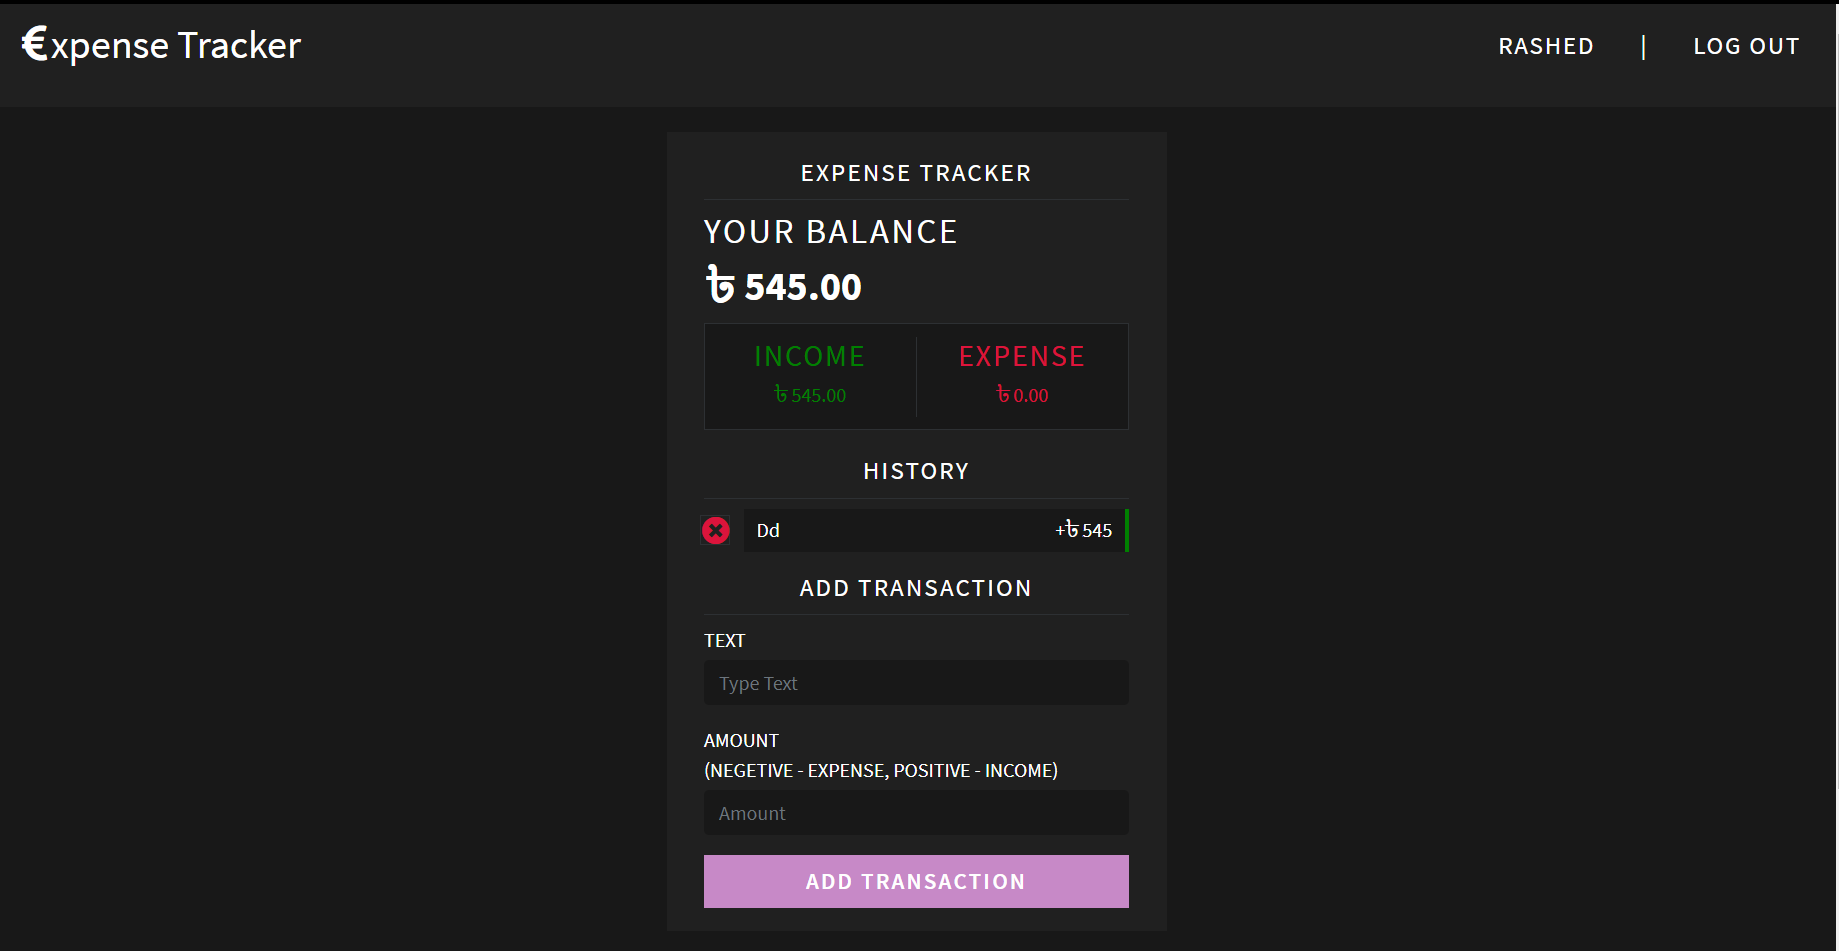 €xpense Tracker
RASHED | LOG OUT
EXPENSE TRACKER
YOUR BALANCE
৳ 545.00
INCOME EXPENSE
৳ 545.00 ৳ 0.00
HISTORY
Dd +৳ 545
ADD TRANSACTION
TEXT
Type Text
AMOUNT
(NEGETIVE - EXPENSE, POSITIVE - INCOME)
Amount
ADD TRANSACTION